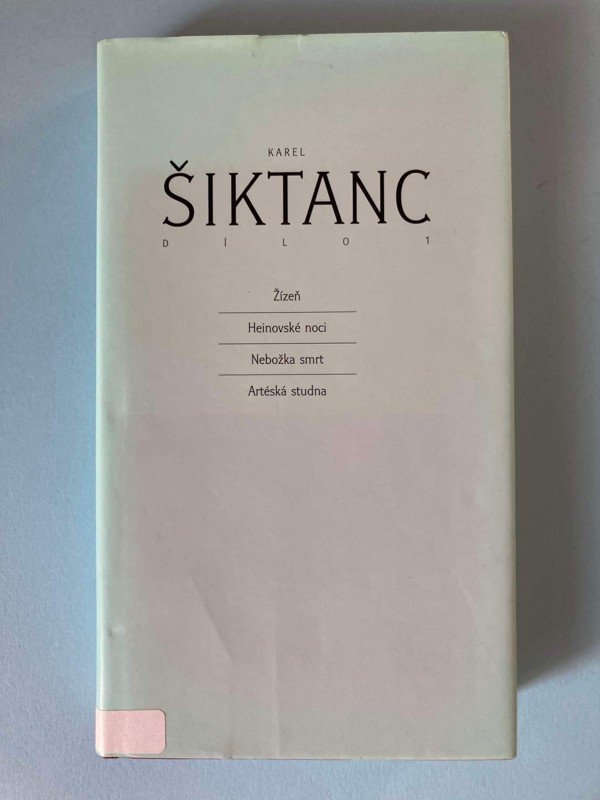 KAREL
ŠIKTANC
DÍLO 1
Žízeň
Heinovské noci
Nebožka smrt
Artéská studna